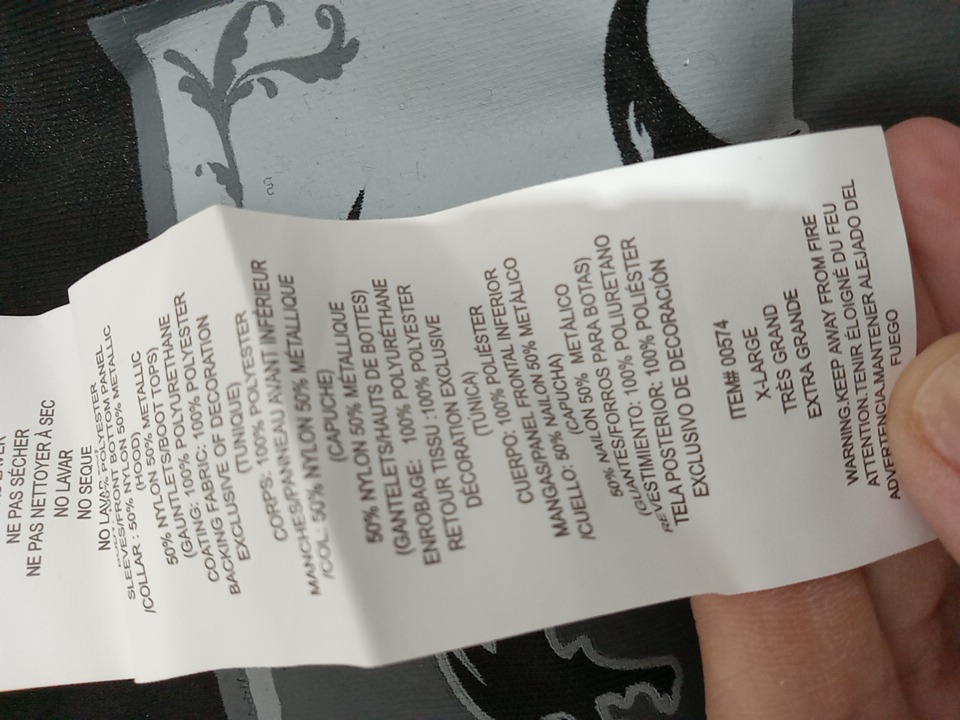 NE PAS SÉCHER
NE PAS NETTOYER À SEC
NO LAVAR
NO SEQUE
NO LAVA
100% POLYESTER
SLEEVES/FRONT BOTTOM PANEL
/COLLAR : 50% NYLON 50% METALLIC
(HOOD)
50% NYLON 50% METALLIC
(GAUNTLETS/BOOT TOPS)
COATING: 100% POLYURETHANE
BACKING FABRIC: 100% POLYESTER
EXCLUSIVE OF DECORATION
(TUNIQUE)
CORPS: 100% POLYESTER
MANCHES/PANNEAU AVANT INFÉRIEUR
/COL: 50% NYLON 50% MÉTALLIQUE
(CAPUCHE)
50% NYLON 50% MÉTALLIQUE
(GANTELETS/HAUTS DE BOTTES)
ENROBAGE: 100% POLYURÉTHANE
RETOUR TISSU :100% POLYESTER
DÉCORATION EXCLUSIVE
(TUNICA)
CUERPO: 100% POLIÉSTER
MANGAS/PANEL FRONTAL INFERIOR
/CUELLO: 50% NAILON 50% METÁLICO
(CAPUCHA)
50% NILON 50% METÁLICO
(GUANTES/FORROS PARA BOTAS)
REVESTIMIENTO: 100% POLIURETANO
TELA POSTERIOR: 100% POLIÉSTER
EXCLUSIVO DE DECORACIÓN
ITEM# 00574
X-LARGE
TRÈS GRAND
EXTRA GRANDE
WARNING.KEEP AWAY FROM FIRE
ATTENTION.TENIR ÉLOIGNÉ DU FEU
ADVERTENCIA.MANTENER ALEJADO DEL
FUEGO